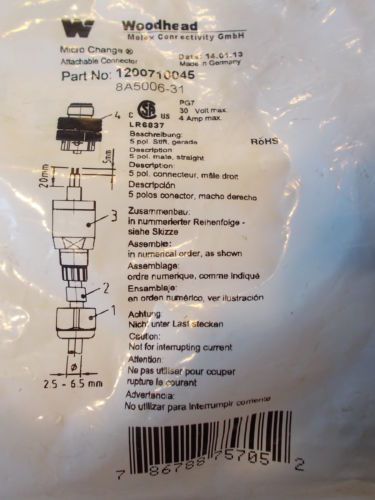 W Woodhead
Molex Connectivity GmbH
Micro Change®
Attachable Connector
Date: 14.01.13
Made in Germany
Part No: 1200710045
8A5006-31
4
C US
LR6837
PG7
30 Volt max.
4 Amp max.
5mm
20mm
3
2
1
Ø
2.5 - 6.5 mm
Beschreibung:
RoHS
5 pol. Stift, gerade
Description
5 pol. male, straight
Description:
5 pol. connecteur, mâle droit
Descripción
5 polos conector, macho derecho
Zusammenbau:
in nummerierter Reihenfolge -
siehe Skizze
Assemble:
in numerical order, as shown
Assemblage:
ordre numerique, comme indiqué
Ensamblaje:
en orden numérico, ver ilustración
Achtung:
Nicht unter Last stecken
Caution:
Not for interrupting current
Attention:
Ne pas utiliser pour couper
rupture le courant
Advertencia:
No utilizar para interrumpir corriente
7 86788 75705 2